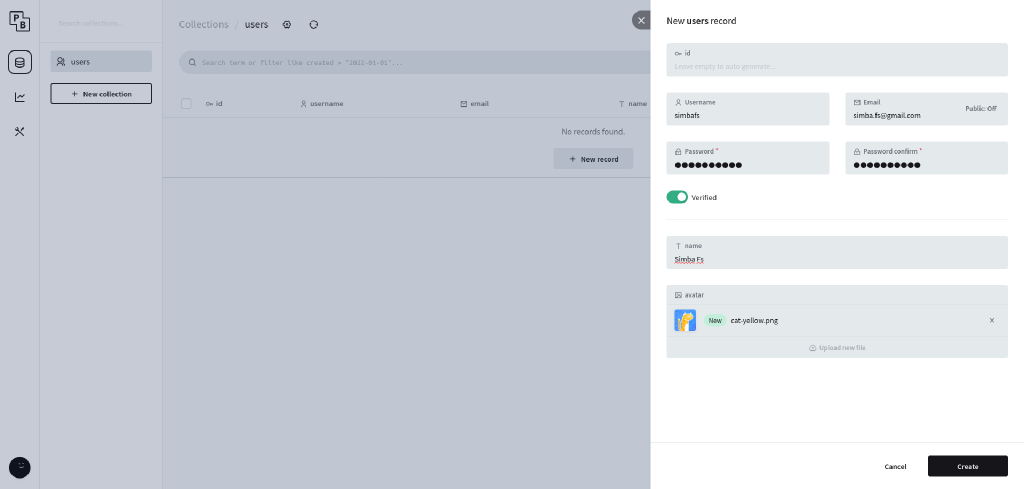 PB
Search collections...
users
+ New collection
Collections / users
Search term or filter like created > "2022-01-01"...
id
username
email
name
No records found.
+ New record
New users record
id
Leave empty to auto generate...
Username
simbafs
Email
simba.fs@gmail.com
Public: Off
Password *
●●●●●●●●●●
Password confirm *
●●●●●●●●●●
Verified
name
Simba Fs
avatar
New cat-yellow.png
Upload new file
Cancel
Create